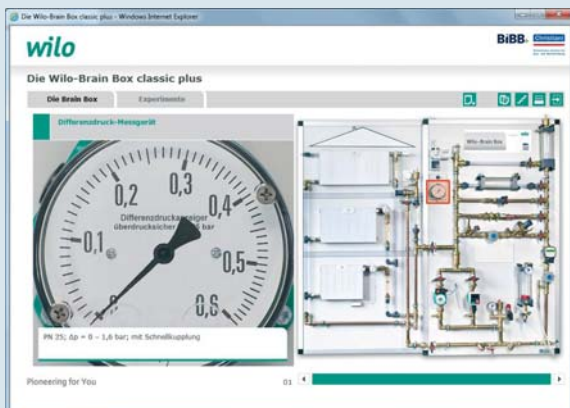 Die Wilo-Brain Box classic plus - Windows Internet Explorer
wilo
BiBB.
Christiani
Die Wilo-Brain Box classic plus
Die Brain Box
Experimente
Differenzdruck-Messgerät
0,1
0,2
0,3
0,4
0,5
0,6
0
Differenzdruckanzeiger
überdrucksicher
bar
PN 25; Δp = 0 – 1,6 bar; mit Schnellkupplung
Wilo-Brain Box
BiBB.
Pioneering for You
01